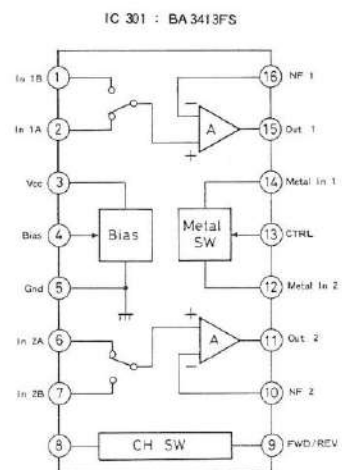 IC 301 : BA3413FS
In 1B 1
16 NF 1
In 1A 2
A
15 Out 1
−
+
Vcc 3
14 Metal In 1
Bias 4
Bias
Metal
SW
13 CTRL
Gnd 5
12 Metal In 2
In 2A 6
+
A
11 Out 2
−
In 2B 7
10 NF 2
8
CH SW
9 FWD/REV